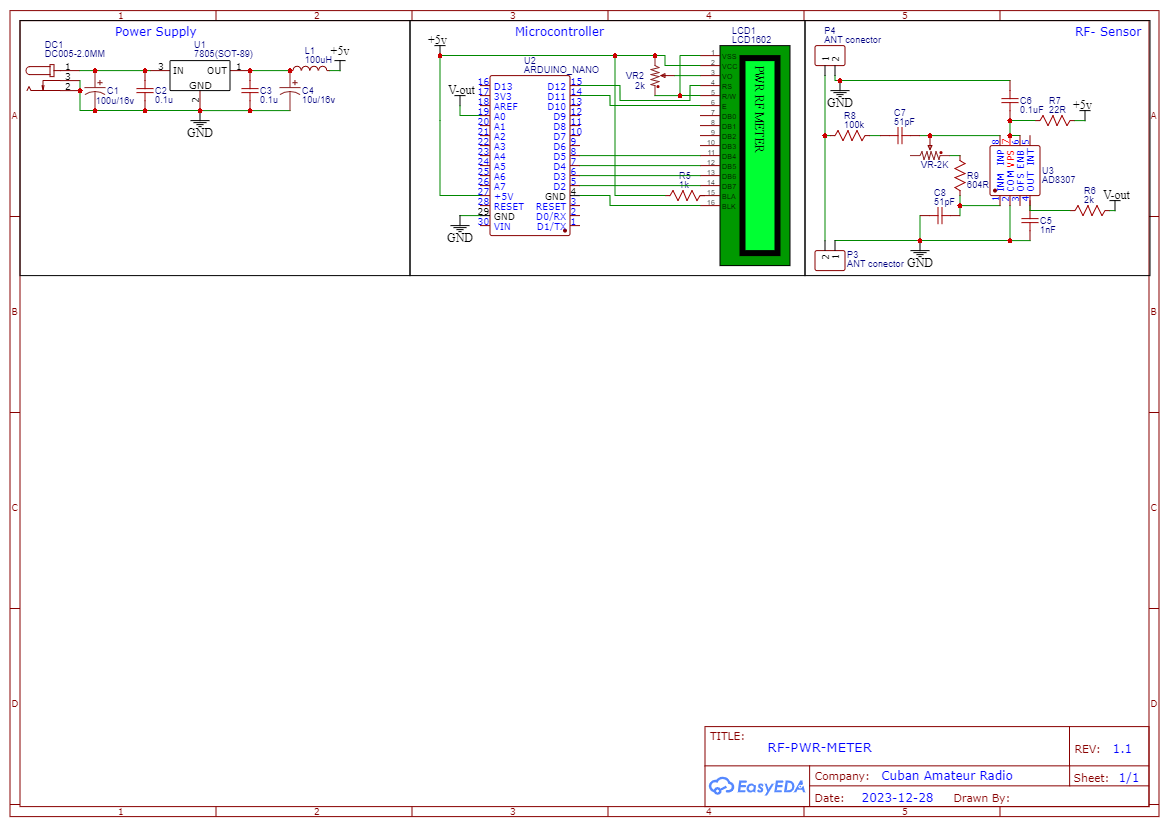 1 2 3 4 5
A B C D
Power Supply
DC1
DC005-2.0MM
1
3
2
C1
100u/16v
C2
0.1u
U1
7805(SOT-89)
3 IN OUT 1
GND
2
GND
C3
0.1u
C4
10u/16v
L1
100uH
+5v
Microcontroller
+5v
V-out
GND
U2
ARDUINO_NANO
16 D13 D12 15
17 3V3 D11 14
18 AREF D10 13
19 A0 D9 12
20 A1 D8 11
21 A2 D7 10
22 A3 D6 9
23 A4 D5 8
24 A5 D4 7
25 A6 D3 6
26 A7 D2 5
27 +5V GND 4
28 RESET RESET 3
29 GND D0/RX 2
30 VIN D1/TX 1
VR2
2k
R5
1k
LCD1
LCD1602
1 VSS
2 VCC
3 VO
4 RS
5 R/W
6 E
7 DB0
8 DB1
9 DB2
10 DB3
11 DB4
12 DB5
13 DB6
14 DB7
15 BLA
16 BLK
PWR RF METER
RF- Sensor
P4
ANT conector
1 2
GND
R8
100k
C7
51pF
VR-2K
R9
604R
C8
51pF
C6
0.1uF
R7
22R
+5v
8 7 6 5
INP VPS ENB INT
INM COM OFS OUT
1 2 3 4
U3
AD8307
R6
2k
V-out
C5
1nF
GND
P3
ANT conector
2 1
TITLE:
RF-PWR-METER
REV: 1.1
EasyEDA
Company: Cuban Amateur Radio
Sheet: 1/1
Date: 2023-12-28 Drawn By:
A B C D
1 2 3 4 5